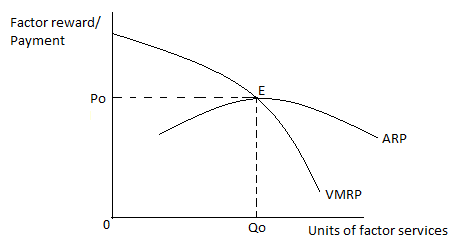 Factor reward/
Payment
E
Po
ARP
VMRP
0
Qo
Units of factor services